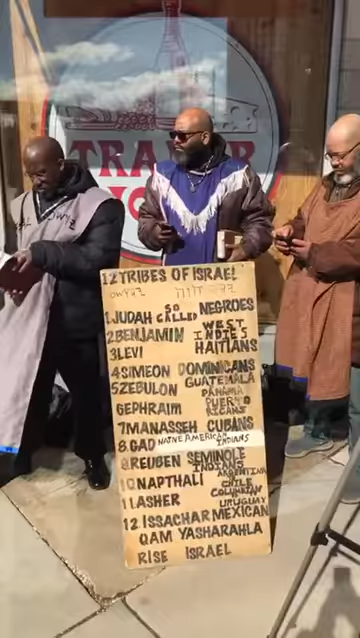 TRADER JOE
12 TRIBES OF ISRAEL
1 JUDAH SO CALLED NEGROES
2 BENJAMIN WEST INDIES
3 LEVI HAITIANS
4 SIMEON DOMINICANS
5 ZEBULON GUATEMALA PANAMA
6 EPHRAIM PUERTO RICANS
7 MANASSEH CUBANS
8 GAD NATIVE AMERICAN INDIANS
9 REUBEN SEMINOLE INDIANS
10 NAPTHALI ARGENTINA CHILE
11 ASHER COLUMBIAN URUGUAY
12 ISSACHAR MEXICAN
QAM YASHARAHLA
RISE ISRAEL